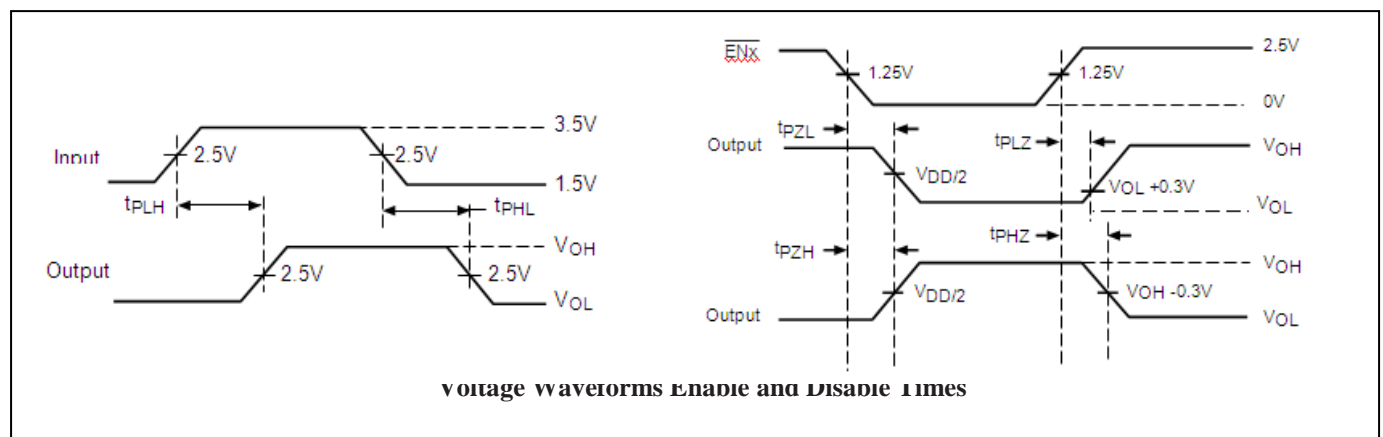 Input
2.5V
2.5V
3.5V
1.5V
tPLH
tPHL
Output
2.5V
2.5V
VOH
VOL
ENx
1.25V
1.25V
2.5V
0V
Output
tPZL
tPLZ
VDD/2
VOH
VOL +0.3V
VOL
tPZH
tPHZ
Output
VDD/2
VOH
VOH -0.3V
VOL
Voltage Waveforms Enable and Disable Times